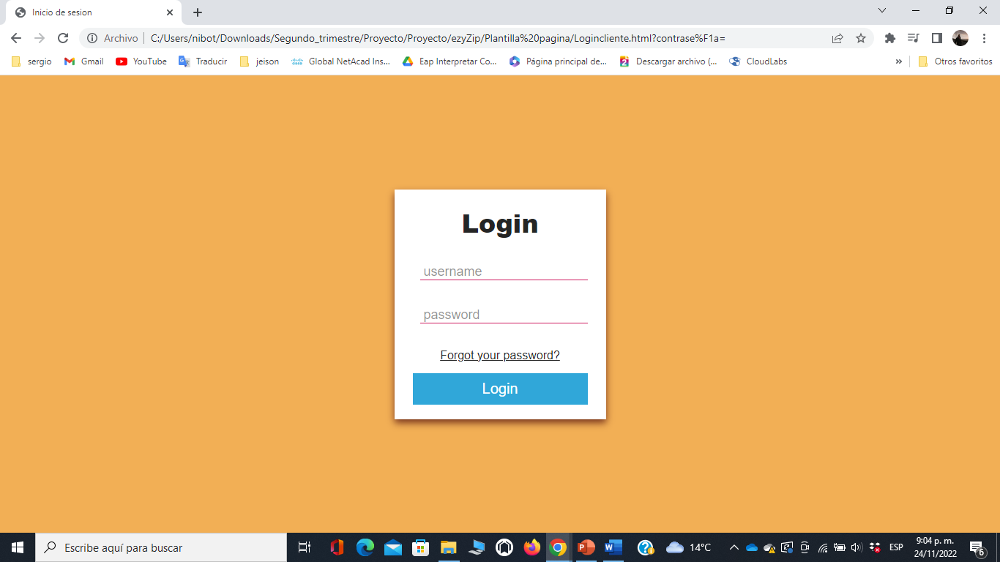 Inicio de sesion
Archivo C:/Users/nibot/Downloads/Segundo_trimestre/Proyecto/Proyecto/ezyZip/Plantilla%20pagina/Logincliente.html?contrase%F1a=
sergio Gmail YouTube Traducir jeison Global NetAcad Ins... Eap Interpretar Co... Página principal de... Descargar archivo (... CloudLabs » Otros favoritos
Login
username
password
Forgot your password?
Login
Escribe aquí para buscar 14°C ESP 9:04 p. m.
24/11/2022 6